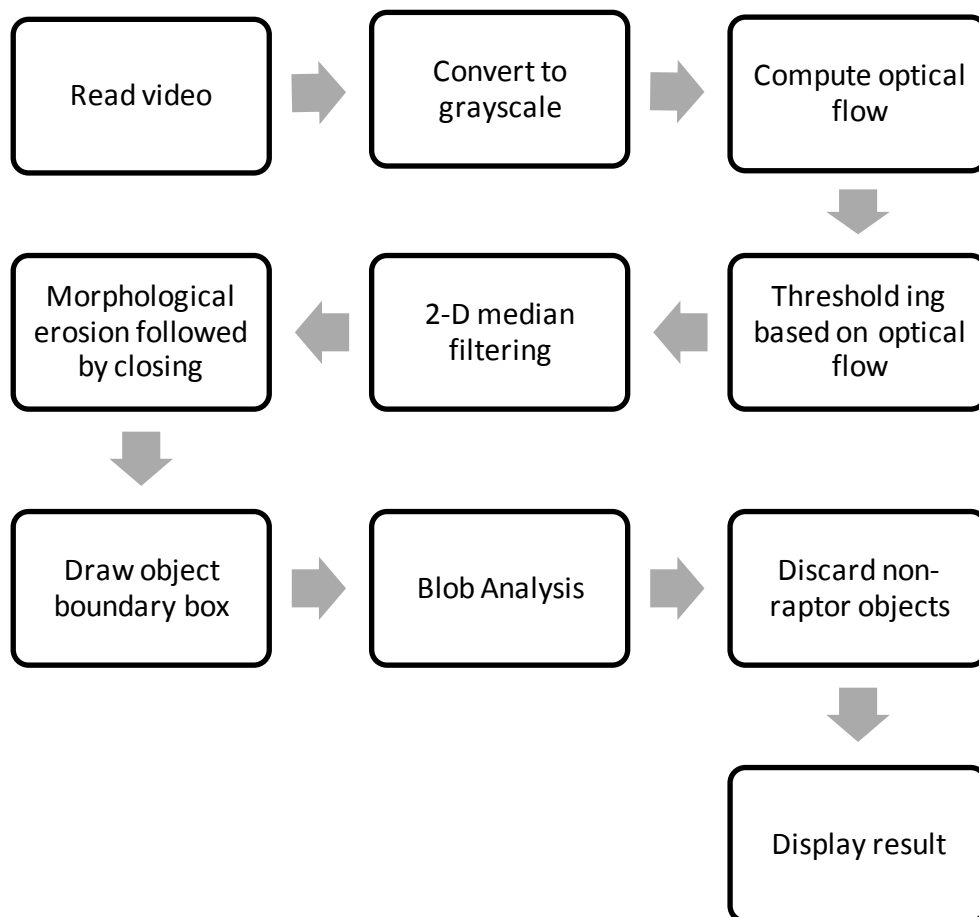 Read video
Convert to
grayscale
Compute optical
flow
Threshold ing
based on optical
flow
2-D median
filtering
Morphological
erosion followed
by closing
Draw object
boundary box
Blob Analysis
Discard non-
raptor objects
Display result